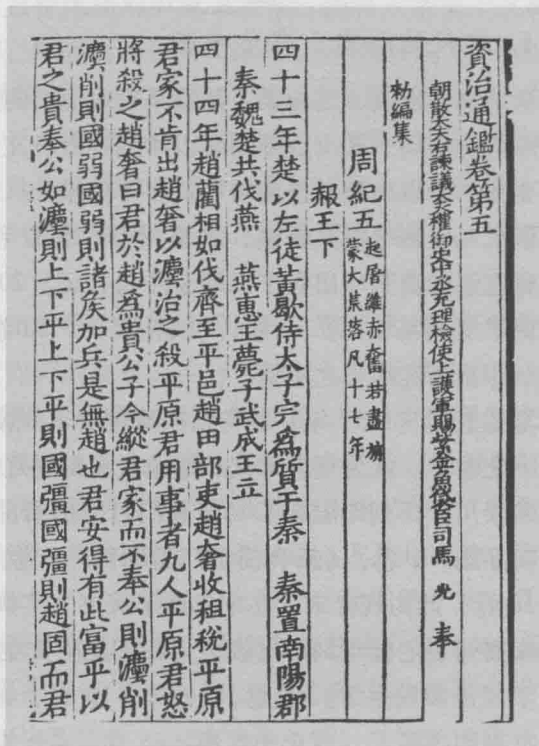 資治通鑑卷第五
朝散大夫右諫議大夫權御史中丞充理檢使上護軍賜紫金魚袋臣司馬光奉
勑編集
周紀五 起屠維赤奮若盡旃
蒙大荒落凡十年
赧王下
四十三年楚以左徒黃歇侍太子完爲質于秦 秦置南陽郡
秦魏楚共伐燕 燕惠王薨子武成王立
四十四年趙藺相如伐齊至平邑趙田部吏趙奢收租稅平原
君家不肯出趙奢以灋治之殺平原君用事者九人平原君怒
將殺之趙奢曰君於趙爲貴公子今縱君家而不奉公則灋削
灋削則國弱國弱則諸矦加兵是無趙也君安得有此富乎以
君之貴奉公如灋則上下平上下平則國彊國彊則趙固而君